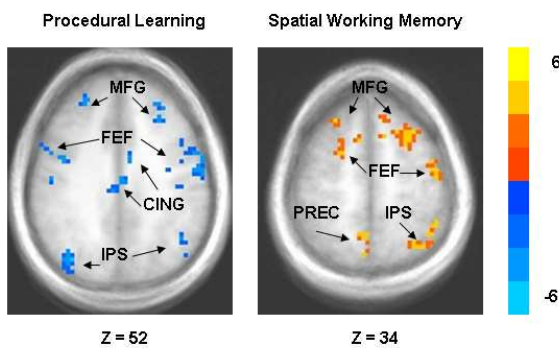 Procedural Learning
Spatial Working Memory
MFG
FEF
CING
IPS
MFG
FEF
PREC
IPS
6
-6
Z = 52
Z = 34